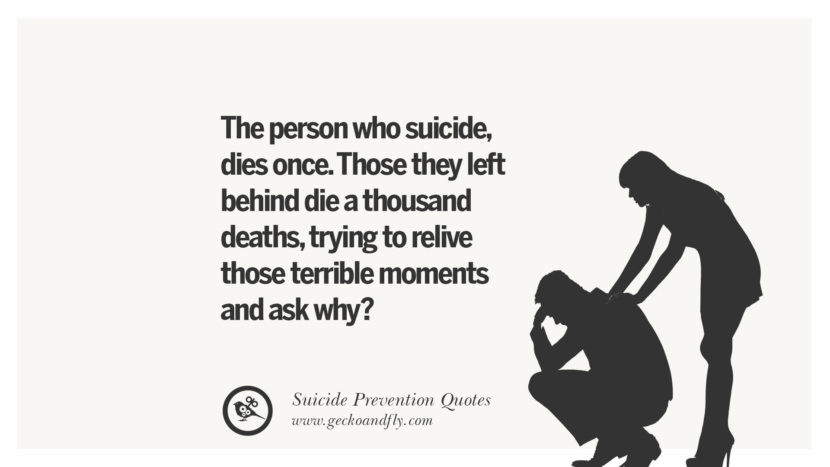 The person who suicide,
dies once. Those they left
behind die a thousand
deaths, trying to relive
those terrible moments
and ask why?
Suicide Prevention Quotes
www.geckoandfly.com